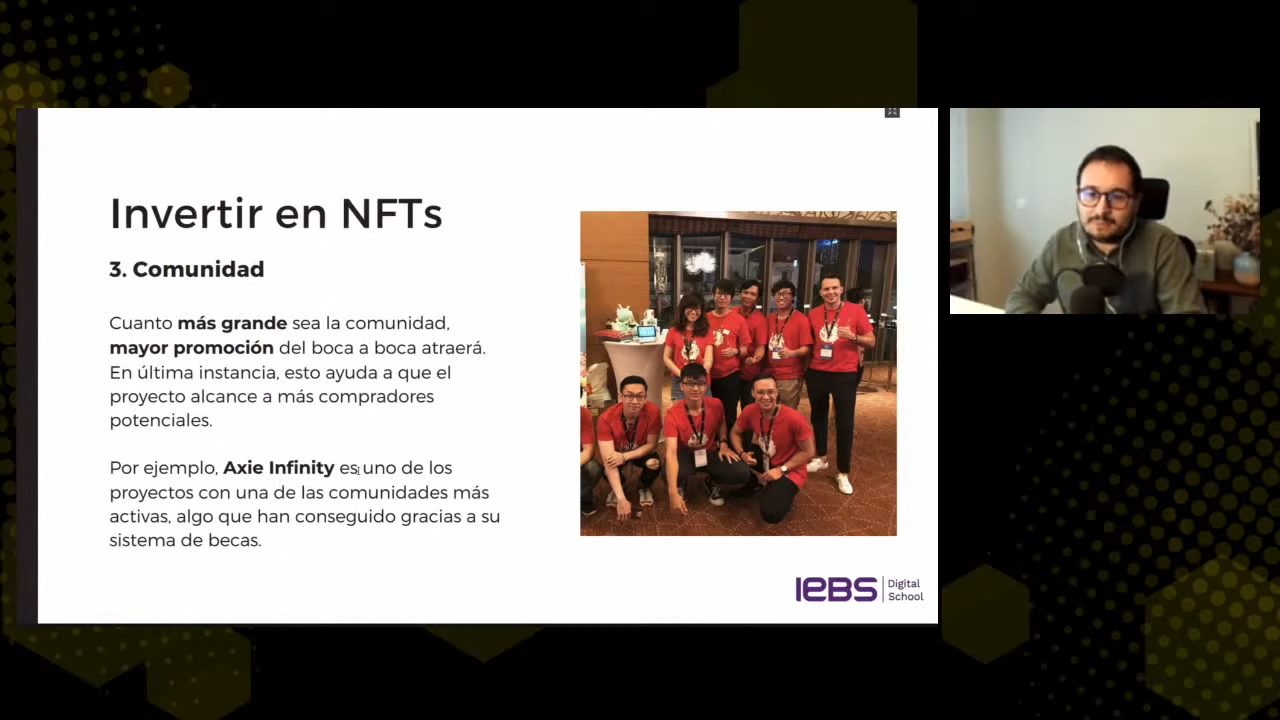 Invertir en NFTs
3. Comunidad
Cuanto más grande sea la comunidad,
mayor promoción del boca a boca atraerá.
En última instancia, esto ayuda a que el
proyecto alcance a más compradores
potenciales.
Por ejemplo, Axie Infinity es uno de los
proyectos con una de las comunidades más
activas, algo que han conseguido gracias a su
sistema de becas.
IEBS Digital
School